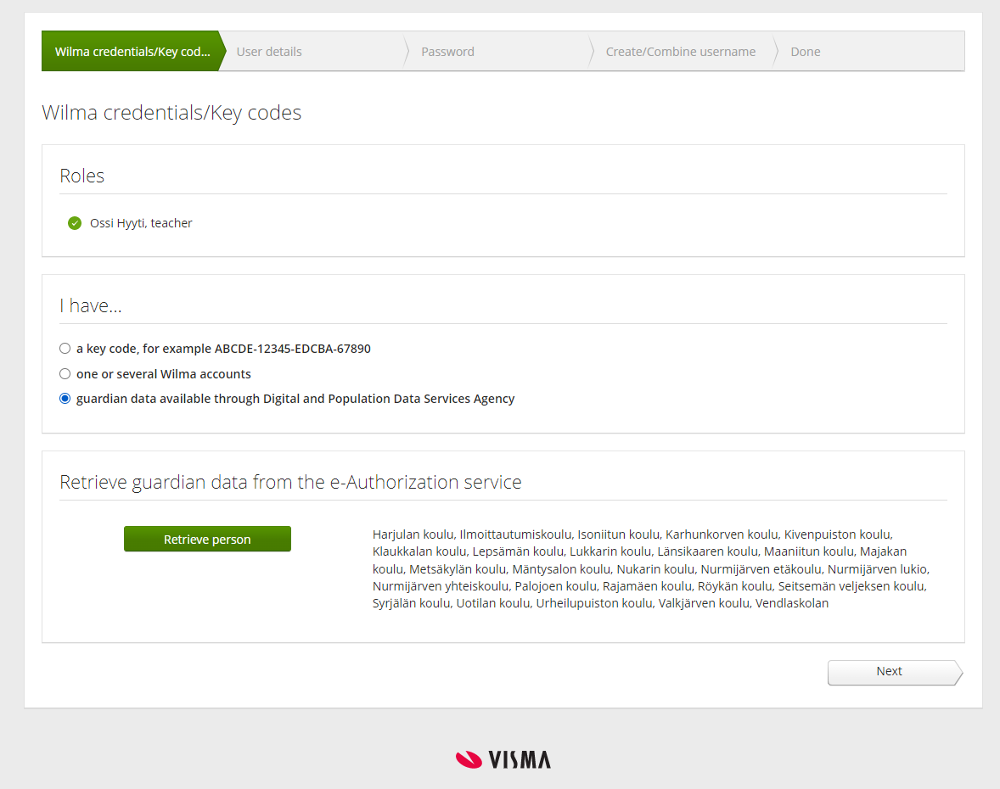 Wilma credentials/Key cod...
User details
Password
Create/Combine username
Done
Wilma credentials/Key codes
Roles
Ossi Hyyti, teacher
I have...
a key code, for example ABCDE-12345-EDCBA-67890
one or several Wilma accounts
guardian data available through Digital and Population Data Services Agency
Retrieve guardian data from the e-Authorization service
Retrieve person
Harjulan koulu, Ilmoittautumiskoulu, Isoniitun koulu, Karhunkorven koulu, Kivenpuiston koulu,
Klaukkalan koulu, Lepsämän koulu, Lukkarin koulu, Länsikaaren koulu, Maaniitun koulu, Majakan
koulu, Metsäkylän koulu, Mäntysalon koulu, Nukarin koulu, Nurmijärven etäkoulu, Nurmijärven lukio,
Nurmijärven yhteiskoulu, Palojoen koulu, Rajamäen koulu, Röykän koulu, Seitsemän veljeksen koulu,
Syrjälän koulu, Uotilan koulu, Urheilupuiston koulu, Valkjärven koulu, Vendlaskolan
Next
VISMA